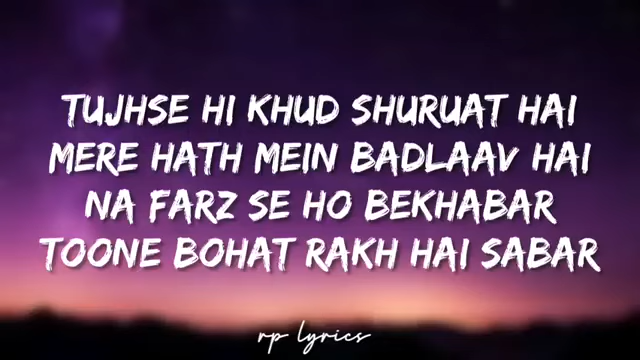 TUJHSE HI KHUD SHURUAT HAI
MERE HATH MEIN BADLAAV HAI
NA FARZ SE HO BEKHABAR
TOONE BOHAT RAKH HAI SABAR
rp lyrics